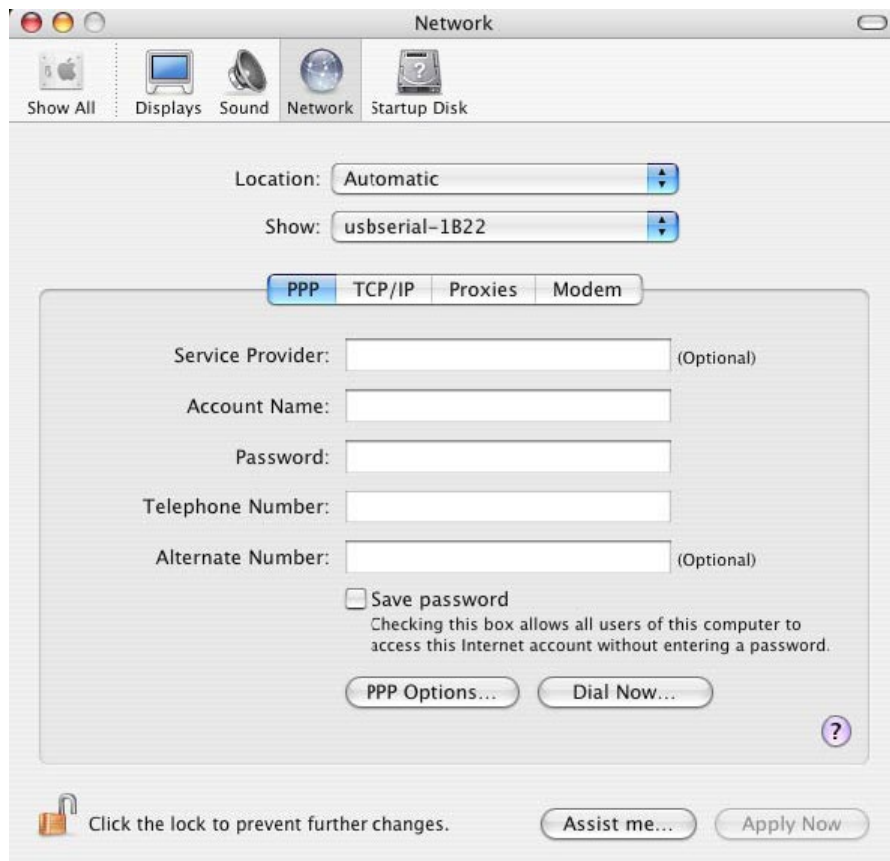 Network
Show All Displays Sound Network Startup Disk
Location: Automatic
Show: usbserial-1B22
PPP TCP/IP Proxies Modem
Service Provider: (Optional)
Account Name:
Password:
Telephone Number:
Alternate Number: (Optional)
Save password
Checking this box allows all users of this computer to
access this Internet account without entering a password.
PPP Options... Dial Now...
?
Click the lock to prevent further changes. Assist me... Apply Now